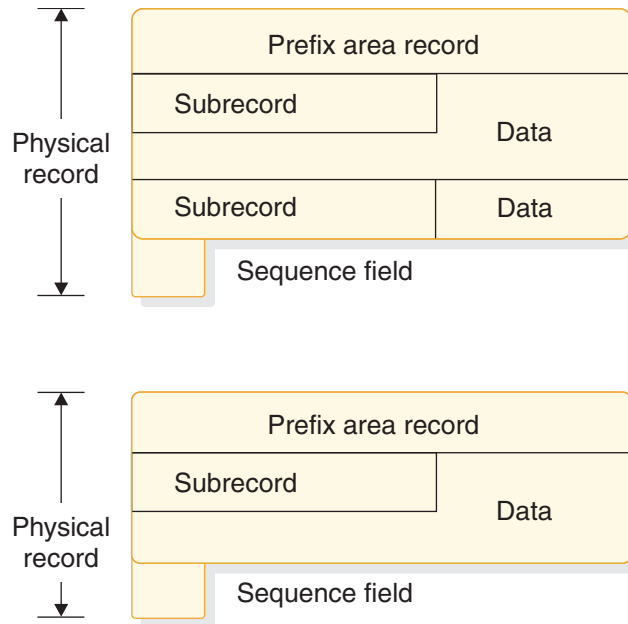 Prefix area record
Subrecord
Data
Physical
record
Subrecord
Data
Sequence field
Prefix area record
Subrecord
Data
Physical
record
Sequence field